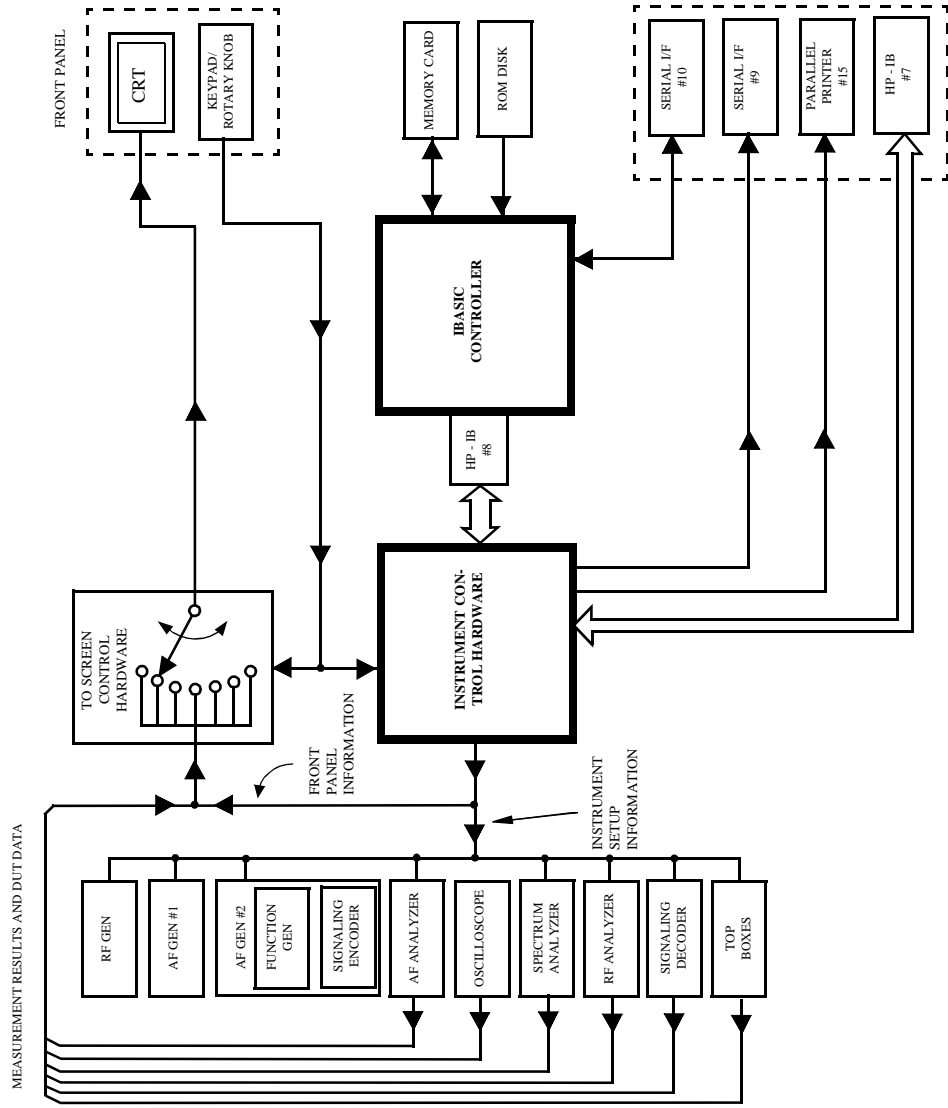 FRONT PANEL
CRT
KEYPAD/
ROTARY KNOB
MEMORY CARD
ROM DISK
SERIAL I/F
#10
SERIAL I/F
#9
PARALLEL
PRINTER
#15
HP - IB
#7
IBASIC
CONTROLLER
HP - IB
#8
TO SCREEN
CONTROL
HARDWARE
INSTRUMENT CON-
TROL HARDWARE
FRONT
PANEL
INFORMATION
INSTRUMENT
SETUP
INFORMATION
MEASUREMENT RESULTS AND DUT DATA
RF GEN
AF GEN #1
AF GEN #2
FUNCTION
GEN
SIGNALING
ENCODER
AF ANALYZER
OSCILLOSCOPE
SPECTRUM
ANALYZER
RF ANALYZER
SIGNALING
DECODER
TOP
BOXES